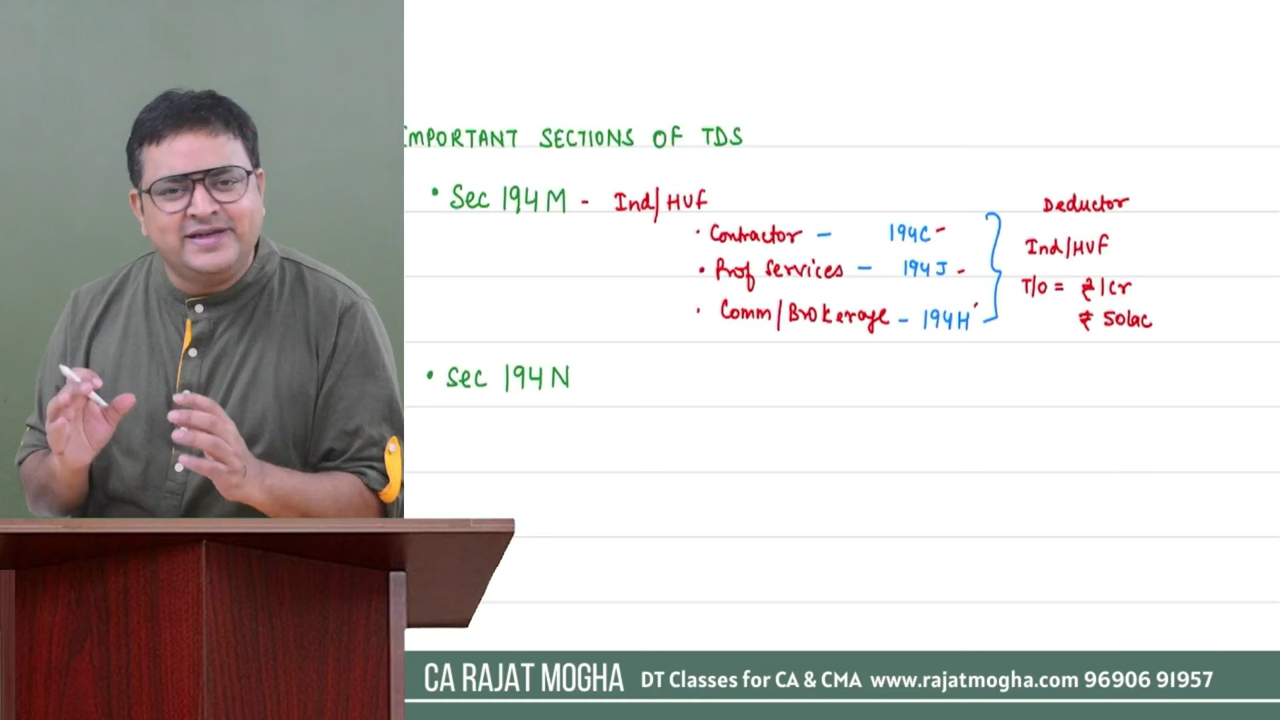 IMPORTANT SECTIONS OF TDS
• Sec 194M - Ind/HUF
Deductor
• Contractor - 194C -
Ind/HUF
• Prof Services - 194J -
T/O = ₹ 1Cr
• Comm/Brokerage - 194H
₹ 50lac
• Sec 194N
CA RAJAT MOGHA DT Classes for CA & CMA www.rajatmogha.com 96906 91957